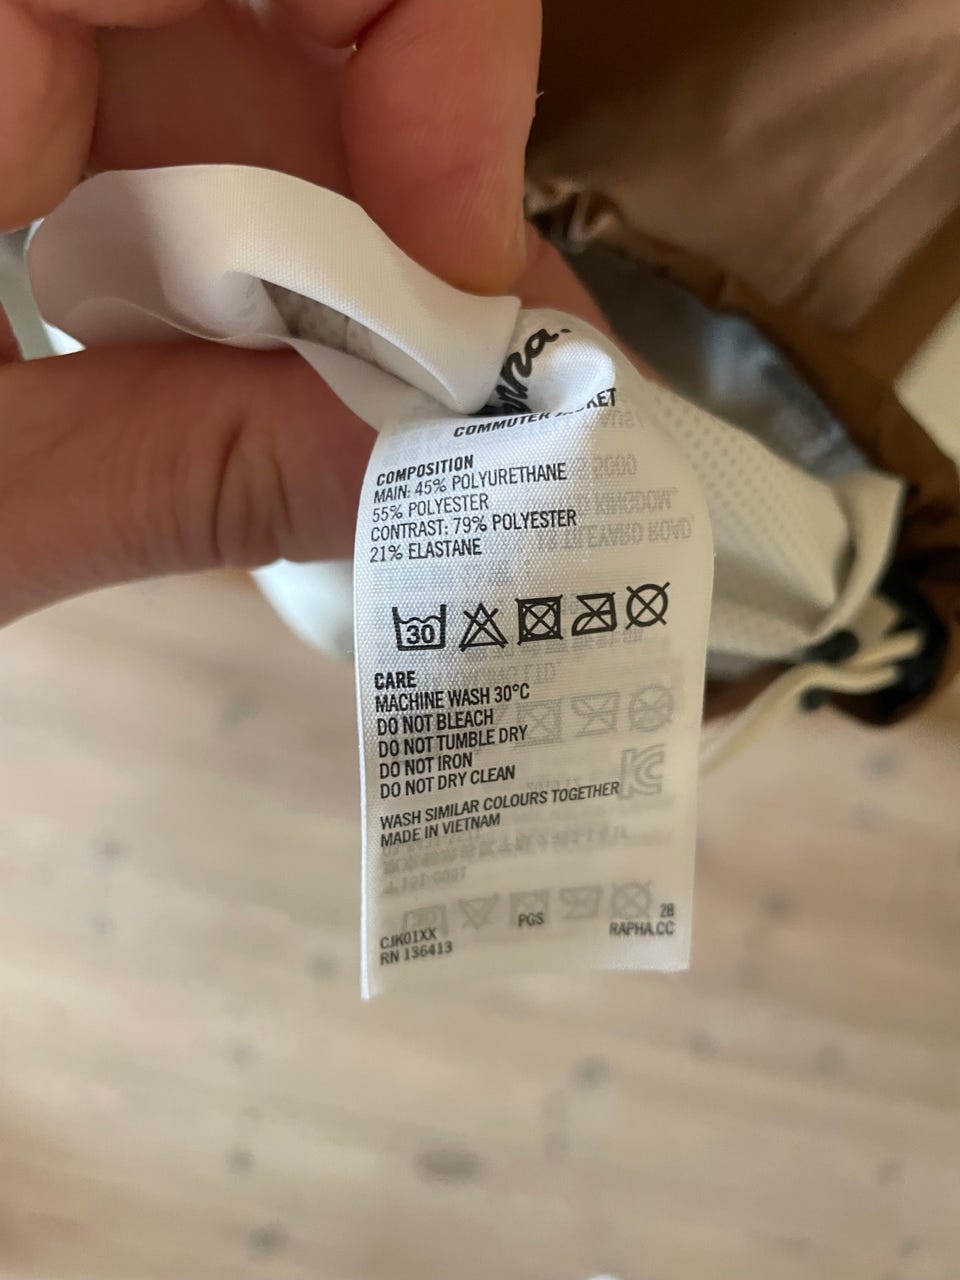 COMMUTER JACKET
COMPOSITION
MAIN: 45% POLYURETHANE
55% POLYESTER
CONTRAST: 79% POLYESTER
21% ELASTANE
30
CARE
MACHINE WASH 30°C
DO NOT BLEACH
DO NOT TUMBLE DRY
DO NOT IRON
DO NOT DRY CLEAN
WASH SIMILAR COLOURS TOGETHER
MADE IN VIETNAM
CJK01XX PGS 28
RN 136413 RAPHA.CC